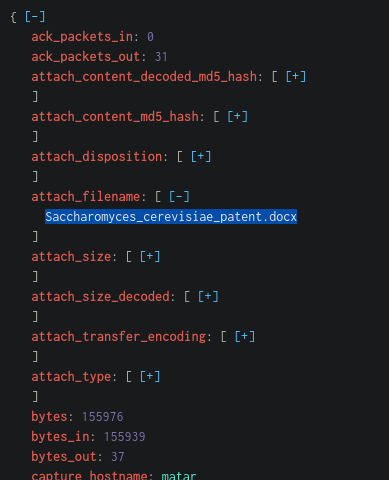 { [-]
ack_packets_in: 0
ack_packets_out: 31
attach_content_decoded_md5_hash: [ [+]
]
attach_content_md5_hash: [ [+]
]
attach_disposition: [ [+]
]
attach_filename: [ [-]
Saccharomyces_cerevisiae_patent.docx
]
attach_size: [ [+]
]
attach_size_decoded: [ [+]
]
attach_transfer_encoding: [ [+]
]
attach_type: [ [+]
]
bytes: 155976
bytes_in: 155939
bytes_out: 37
capture_hostname: matar